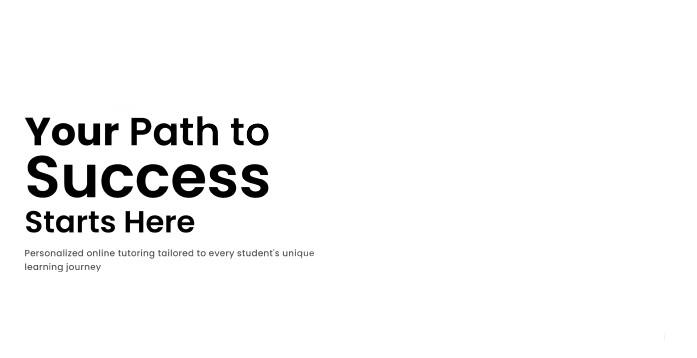 Your Path to
Success
Starts Here
Personalized online tutoring tailored to every student's unique
learning journey